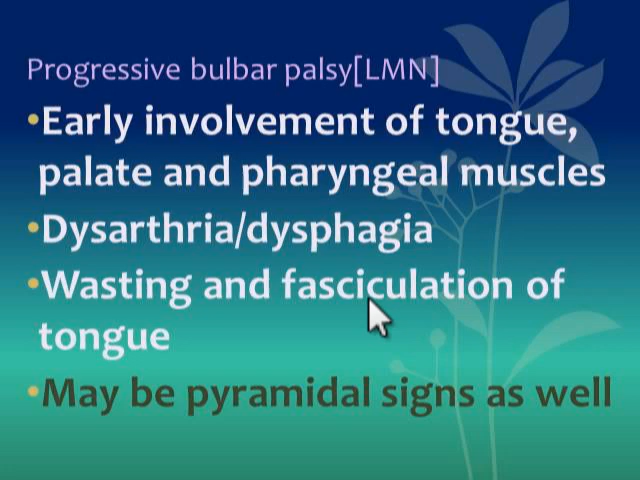 Progressive bulbar palsy[LMN]
•Early involvement of tongue,
palate and pharyngeal muscles
•Dysarthria/dysphagia
•Wasting and fasciculation of
tongue
•May be pyramidal signs as well